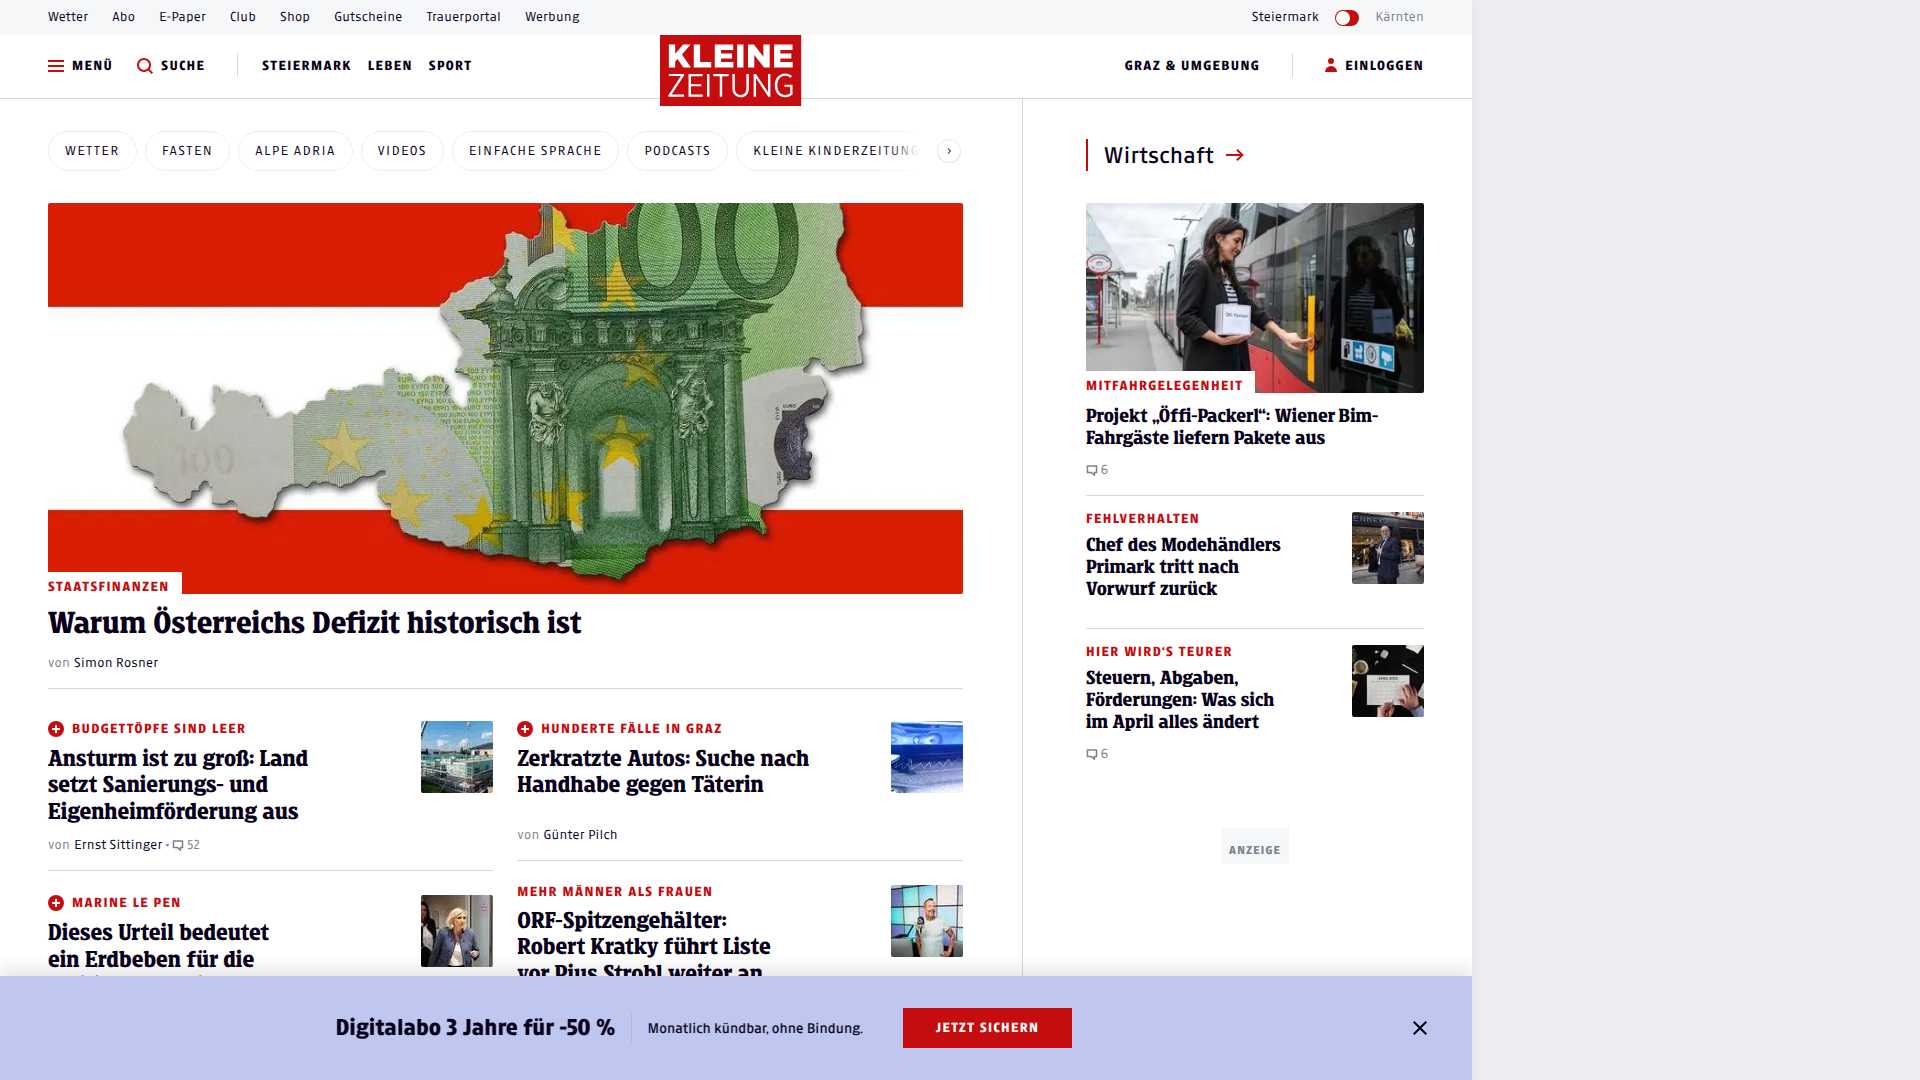 Wetter Abo E-Paper Club Shop Gutscheine Trauerportal Werbung Steiermark Kärnten
MENÜ SUCHE STEIERMARK LEBEN SPORT KLEINE ZEITUNG GRAZ & UMGEBUNG EINLOGGEN
WETTER FASTEN ALPE ADRIA VIDEOS EINFACHE SPRACHE PODCASTS KLEINE KINDERZEITUNG
100
STAATSFINANZEN
Warum Österreichs Defizit historisch ist
von Simon Rosner
BUDGETTÖPFE SIND LEER
Ansturm ist zu groß: Land
setzt Sanierungs- und
Eigenheimförderung aus
von Ernst Sittinger • 52
MARINE LE PEN
Dieses Urteil bedeutet
ein Erdbeben für die
HUNDERTE FÄLLE IN GRAZ
Zerkratzte Autos: Suche nach
Handhabe gegen Täterin
von Günter Pilch
MEHR MÄNNER ALS FRAUEN
ORF-Spitzengehälter:
Robert Kratky führt Liste
vor Pius Strobl weiter an
Wirtschaft
MITFAHRGELEGENHEIT
Projekt „Öffi-Packerl“: Wiener Bim-
Fahrgäste liefern Pakete aus
6
FEHLVERHALTEN
Chef des Modehändlers
Primark tritt nach
Vorwurf zurück
HIER WIRD'S TEURER
Steuern, Abgaben,
Förderungen: Was sich
im April alles ändert
6
ANZEIGE
Digitalabo 3 Jahre für -50 % Monatlich kündbar, ohne Bindung. JETZT SICHERN